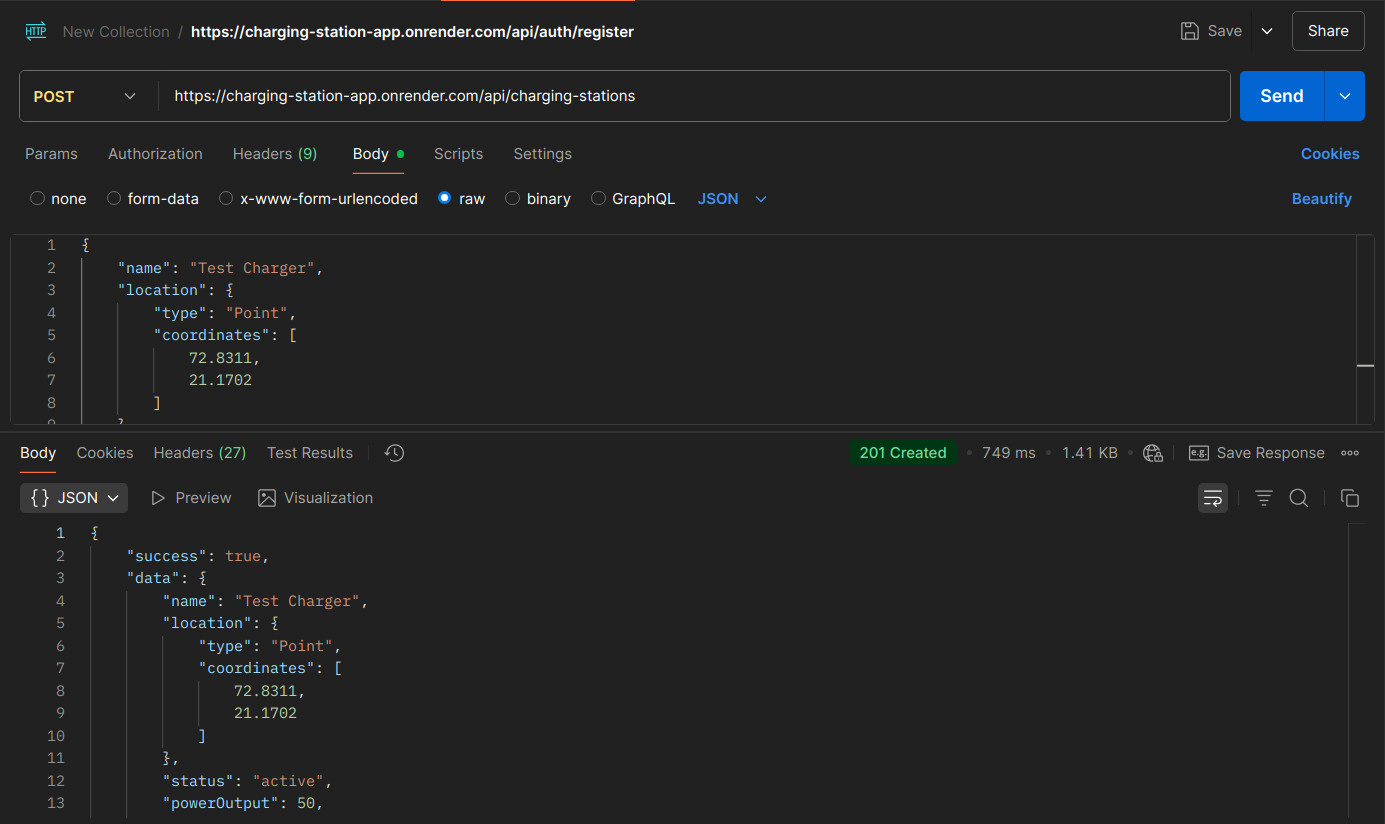 HTTP New Collection / https://charging-station-app.onrender.com/api/auth/register Save Share
POST https://charging-station-app.onrender.com/api/charging-stations Send
Params Authorization Headers (9) Body Scripts Settings Cookies
none form-data x-www-form-urlencoded raw binary GraphQL JSON Beautify
1 {
2 "name": "Test Charger",
3 "location": {
4 "type": "Point",
5 "coordinates": [
6 72.8311,
7 21.1702
8 ]
Body Cookies Headers (27) Test Results 201 Created • 749 ms • 1.41 KB • e.g. Save Response
{} JSON Preview Visualization
1 {
2 "success": true,
3 "data": {
4 "name": "Test Charger",
5 "location": {
6 "type": "Point",
7 "coordinates": [
8 72.8311,
9 21.1702
10 ]
11 },
12 "status": "active",
13 "powerOutput": 50,